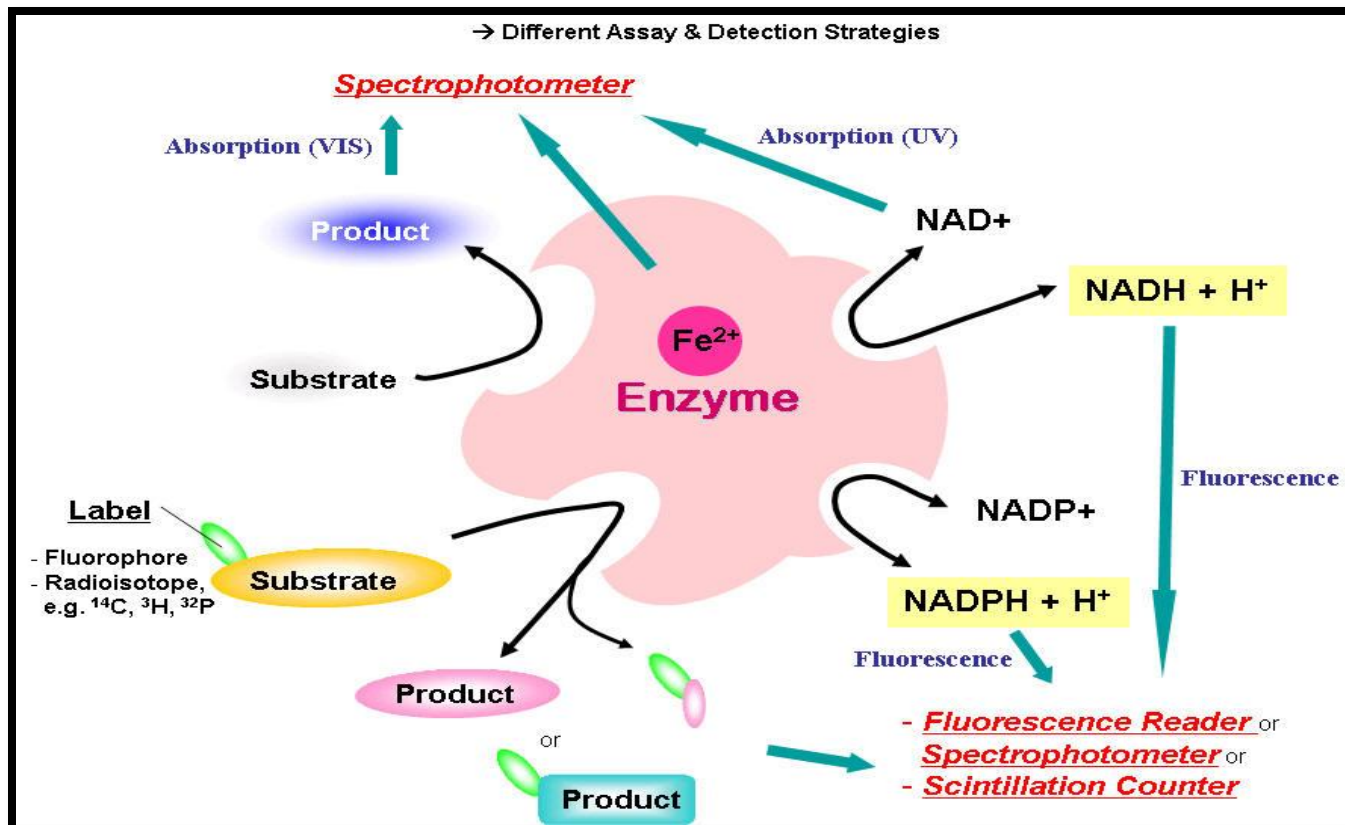 → Different Assay & Detection Strategies
Spectrophotometer
Absorption (VIS)
Absorption (UV)
Product
NAD+
NADH + H⁺
Fe²⁺
Enzyme
Substrate
Fluorescence
Label
- Fluorophore
- Radioisotope,
e.g. ¹⁴C, ³H, ³²P
Substrate
NADP+
NADPH + H⁺
Fluorescence
Product
or
Product
- Fluorescence Reader or
Spectrophotometer or
- Scintillation Counter